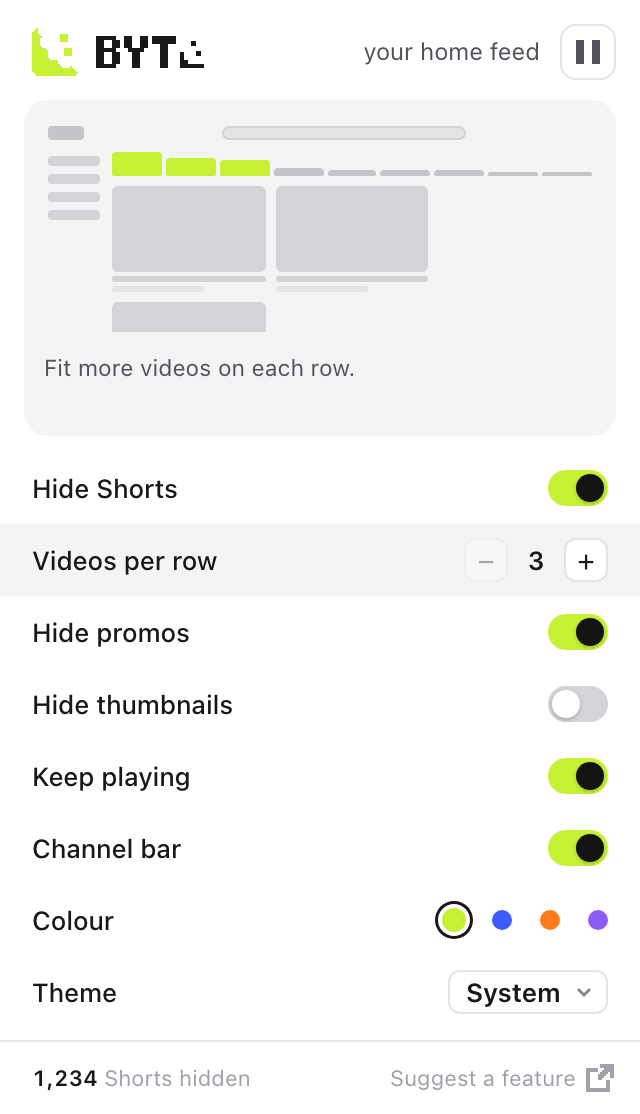 BYTE
your home feed
Fit more videos on each row.
Hide Shorts
Videos per row
− 3 +
Hide promos
Hide thumbnails
Keep playing
Channel bar
Colour
Theme
System
1,234 Shorts hidden
Suggest a feature